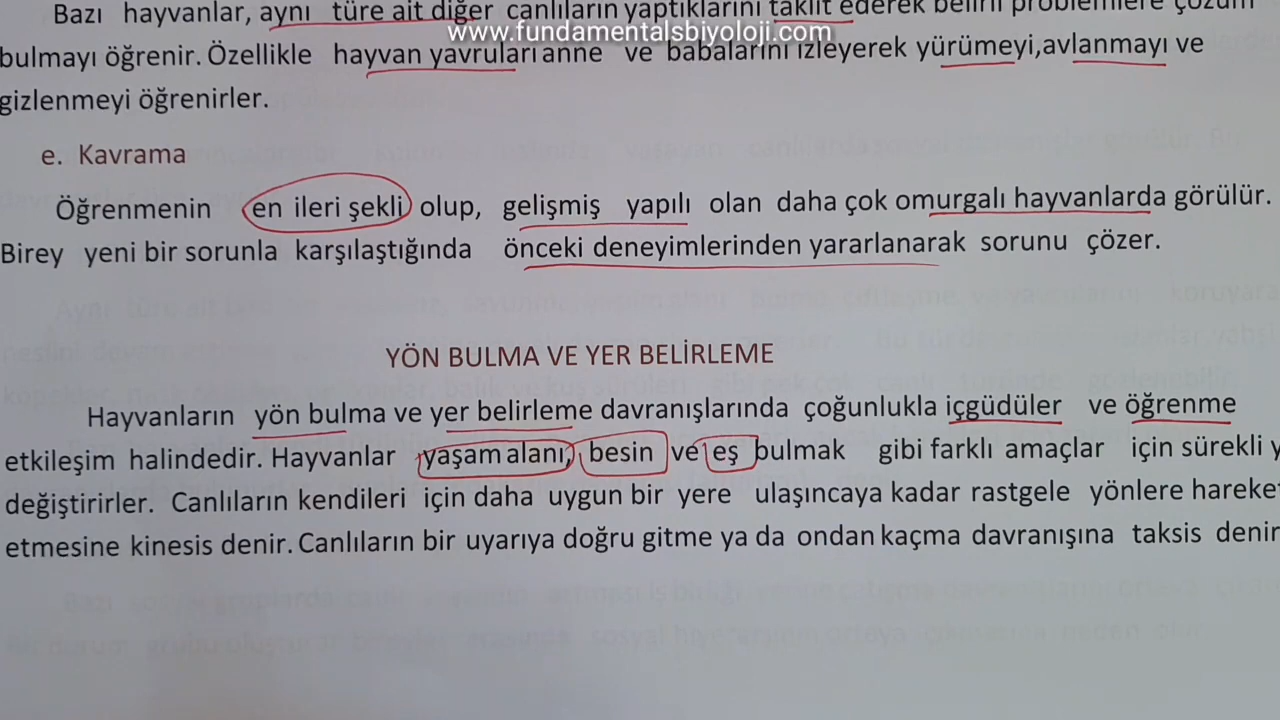 Bazı hayvanlar, aynı türe ait diğer canlıların yaptıklarını taklit ederek belirli problemlere çözüm
www.fundamentalsbiyoloji.com
bulmayı öğrenir. Özellikle hayvan yavruları anne ve babalarını izleyerek yürümeyi,avlanmayı ve
gizlenmeyi öğrenirler.
e. Kavrama
Öğrenmenin en ileri şekli olup, gelişmiş yapılı olan daha çok omurgalı hayvanlarda görülür.
Birey yeni bir sorunla karşılaştığında önceki deneyimlerinden yararlanarak sorunu çözer.
YÖN BULMA VE YER BELİRLEME
Hayvanların yön bulma ve yer belirleme davranışlarında çoğunlukla içgüdüler ve öğrenme
etkileşim halindedir. Hayvanlar yaşam alanı, besin ve eş bulmak gibi farklı amaçlar için sürekli y
değiştirirler. Canlıların kendileri için daha uygun bir yere ulaşıncaya kadar rastgele yönlere hareket
etmesine kinesis denir. Canlıların bir uyarıya doğru gitme ya da ondan kaçma davranışına taksis denir